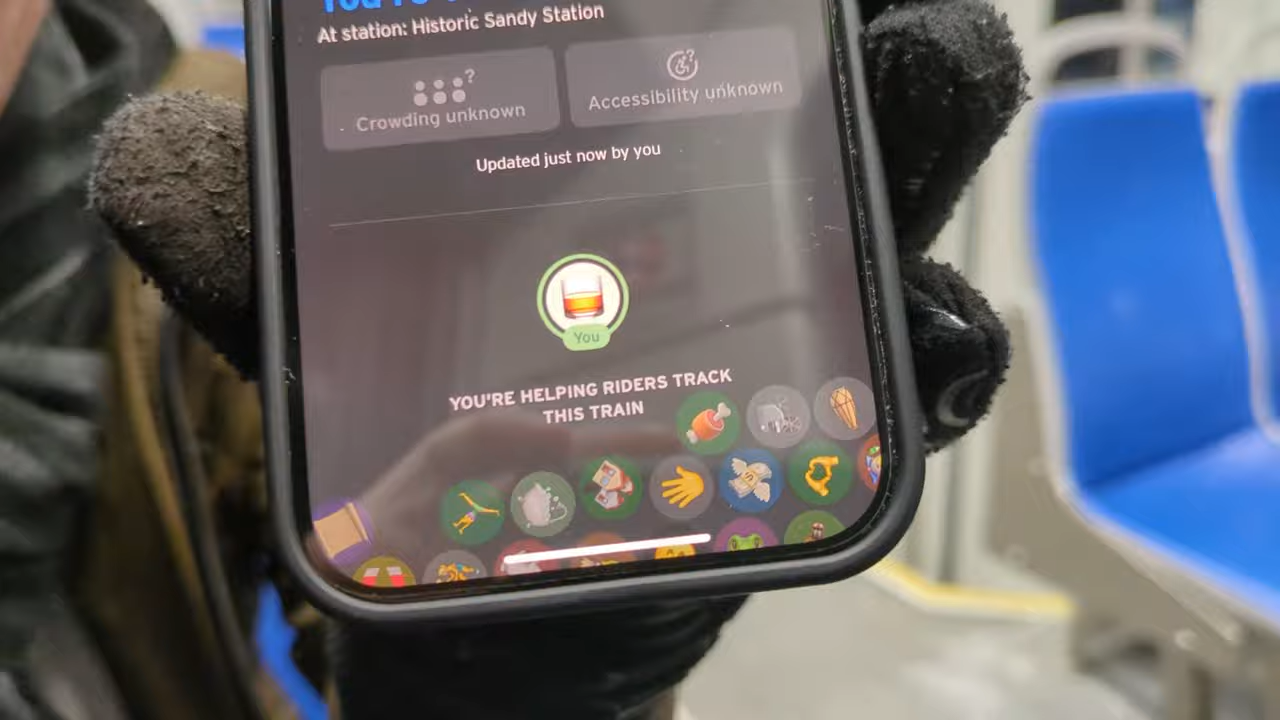 At station: Historic Sandy Station
Crowding unknown
Accessibility unknown
Updated just now by you
You
YOU'RE HELPING RIDERS TRACK
THIS TRAIN